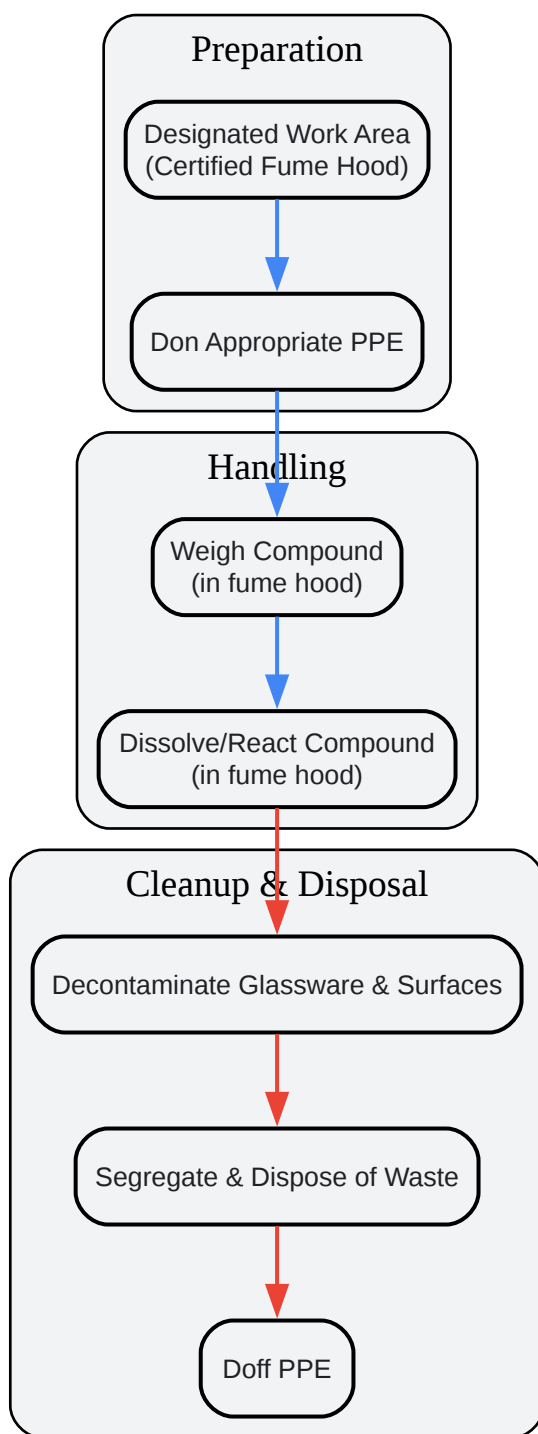 Preparation
Designated Work Area
(Certified Fume Hood)
Don Appropriate PPE
Handling
Weigh Compound
(in fume hood)
Dissolve/React Compound
(in fume hood)
Cleanup & Disposal
Decontaminate Glassware & Surfaces
Segregate & Dispose of Waste
Doff PPE